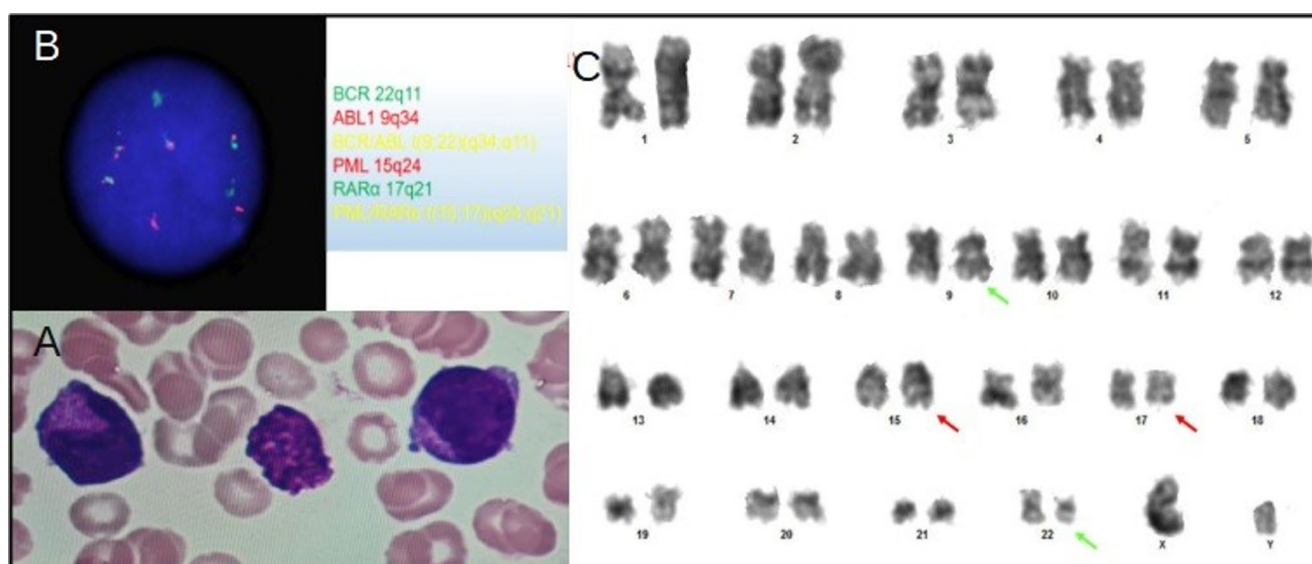 B
BCR 22q11
ABL1 9q34
BCR/ABL t(9;22)(q34;q11)
PML 15q24
RARα 17q21
PML/RARα t(15;17)(q24;q21)
A
C
1 2 3 4 5
6 7 8 9 10 11 12
13 14 15 16 17 18
19 20 21 22 X Y